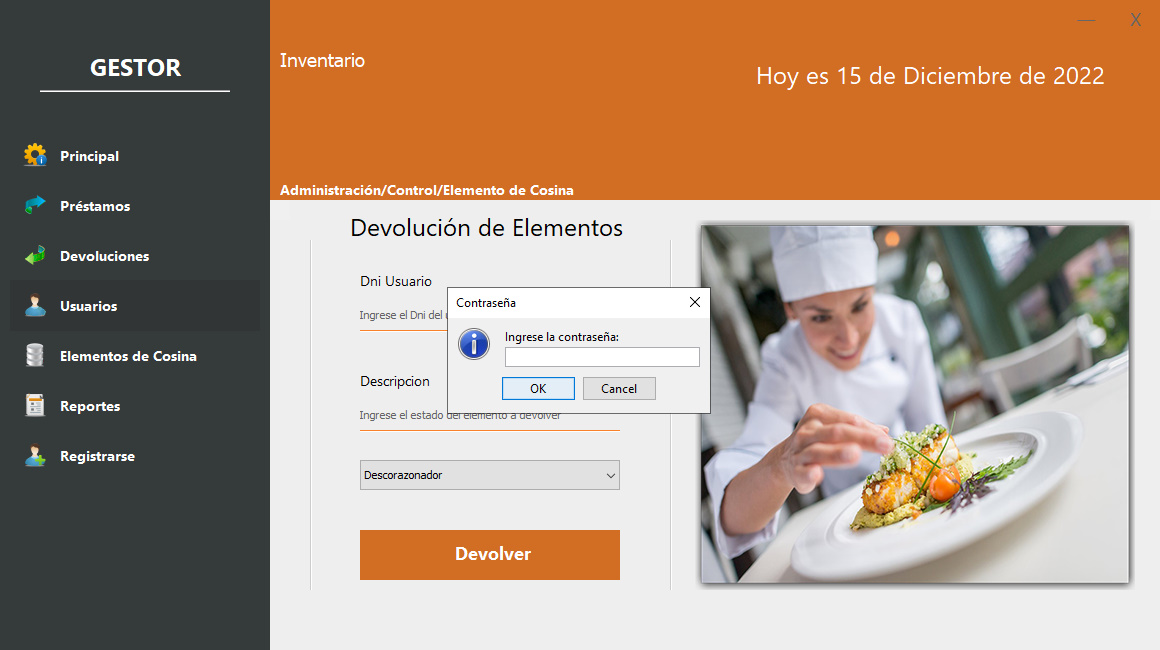 GESTOR
Principal
Préstamos
Devoluciones
Usuarios
Elementos de Cosina
Reportes
Registrarse
X
Inventario
Hoy es 15 de Diciembre de 2022
Administración/Control/Elemento de Cosina
Devolución de Elementos
Dni Usuario
Ingrese el Dni del
Contraseña
Ingrese la contraseña:
OK
Cancel
Descripcion
Ingrese el estado del elemento a devolver
Descorazonador
Devolver